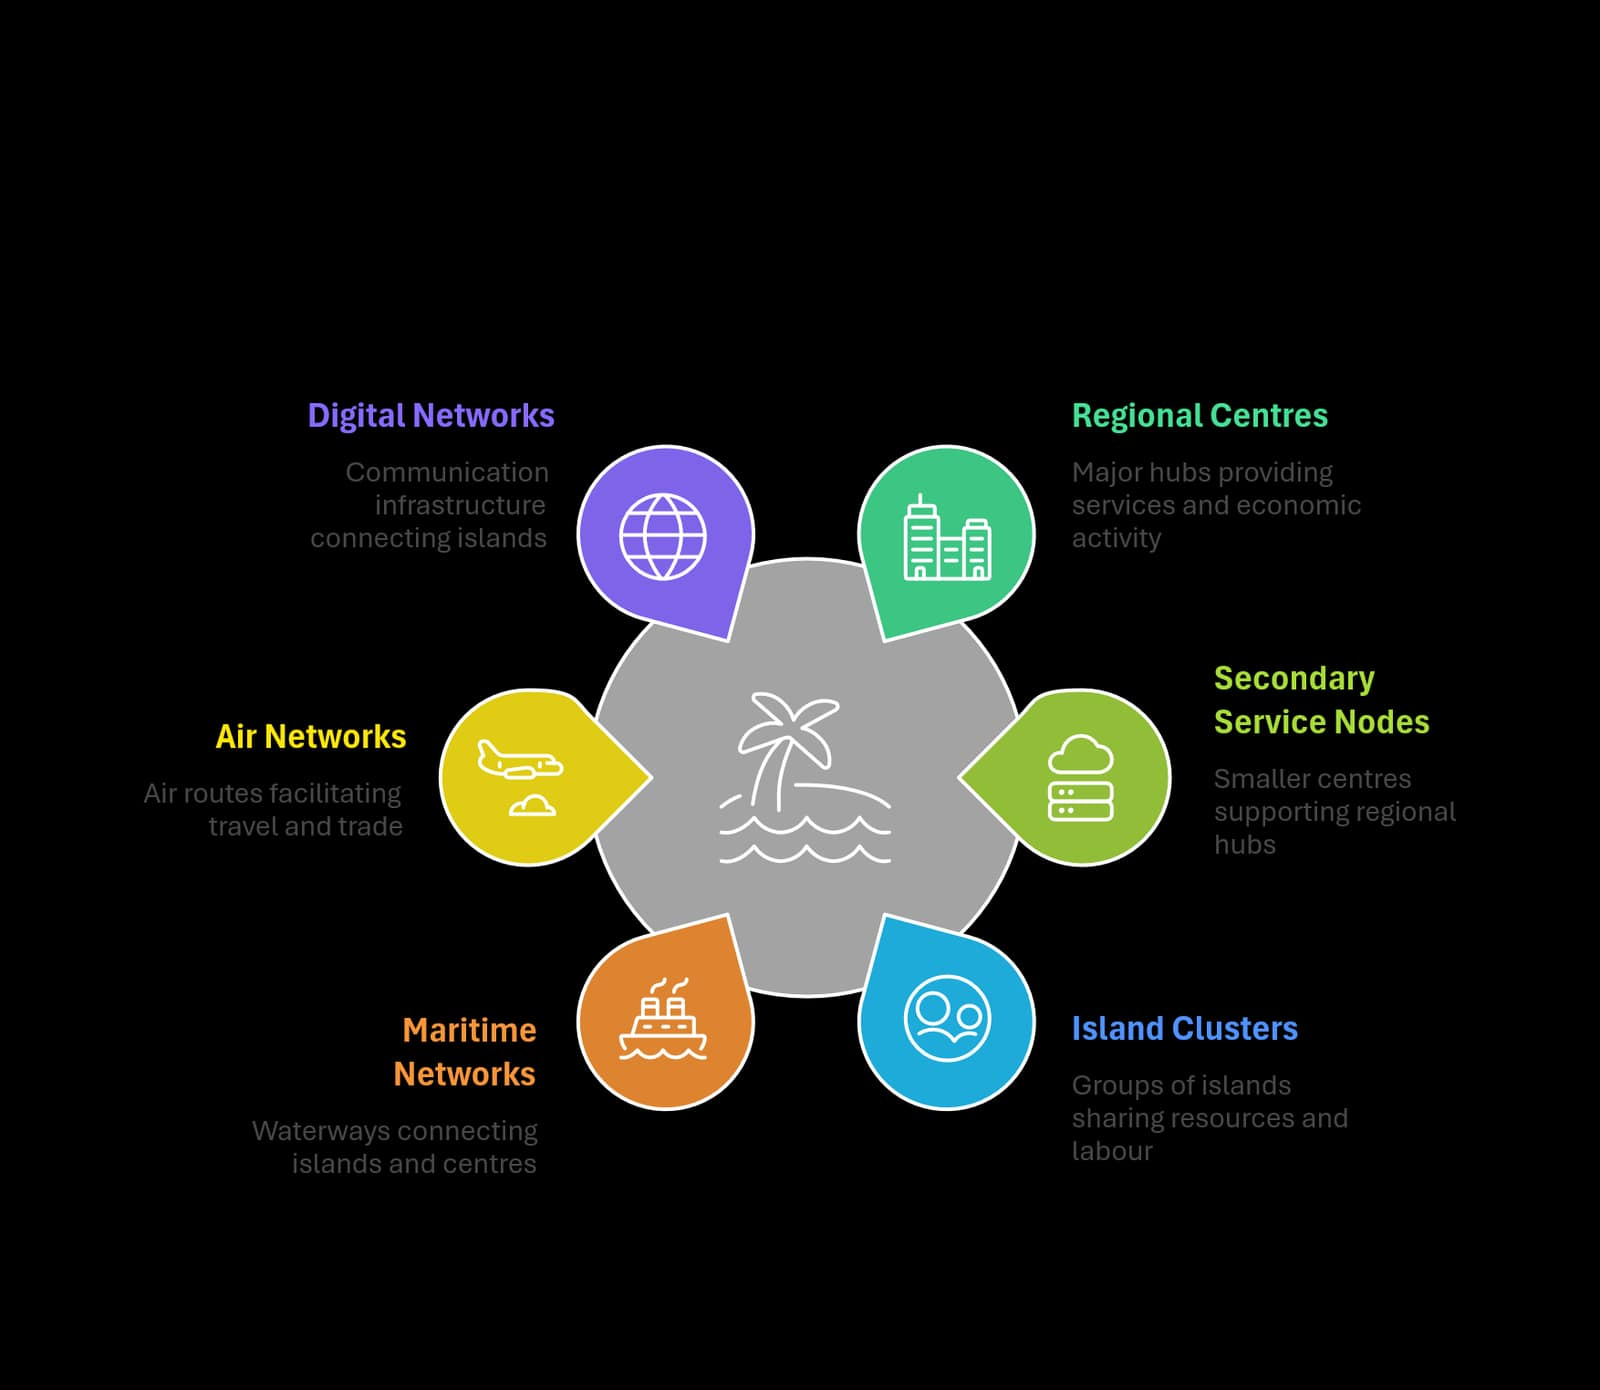 Digital Networks
Communication
infrastructure
connecting islands
Regional Centres
Major hubs providing
services and economic
activity
Air Networks
Air routes facilitating
travel and trade
Secondary
Service Nodes
Smaller centres
supporting regional
hubs
Maritime
Networks
Waterways connecting
islands and centres
Island Clusters
Groups of islands
sharing resources and
labour